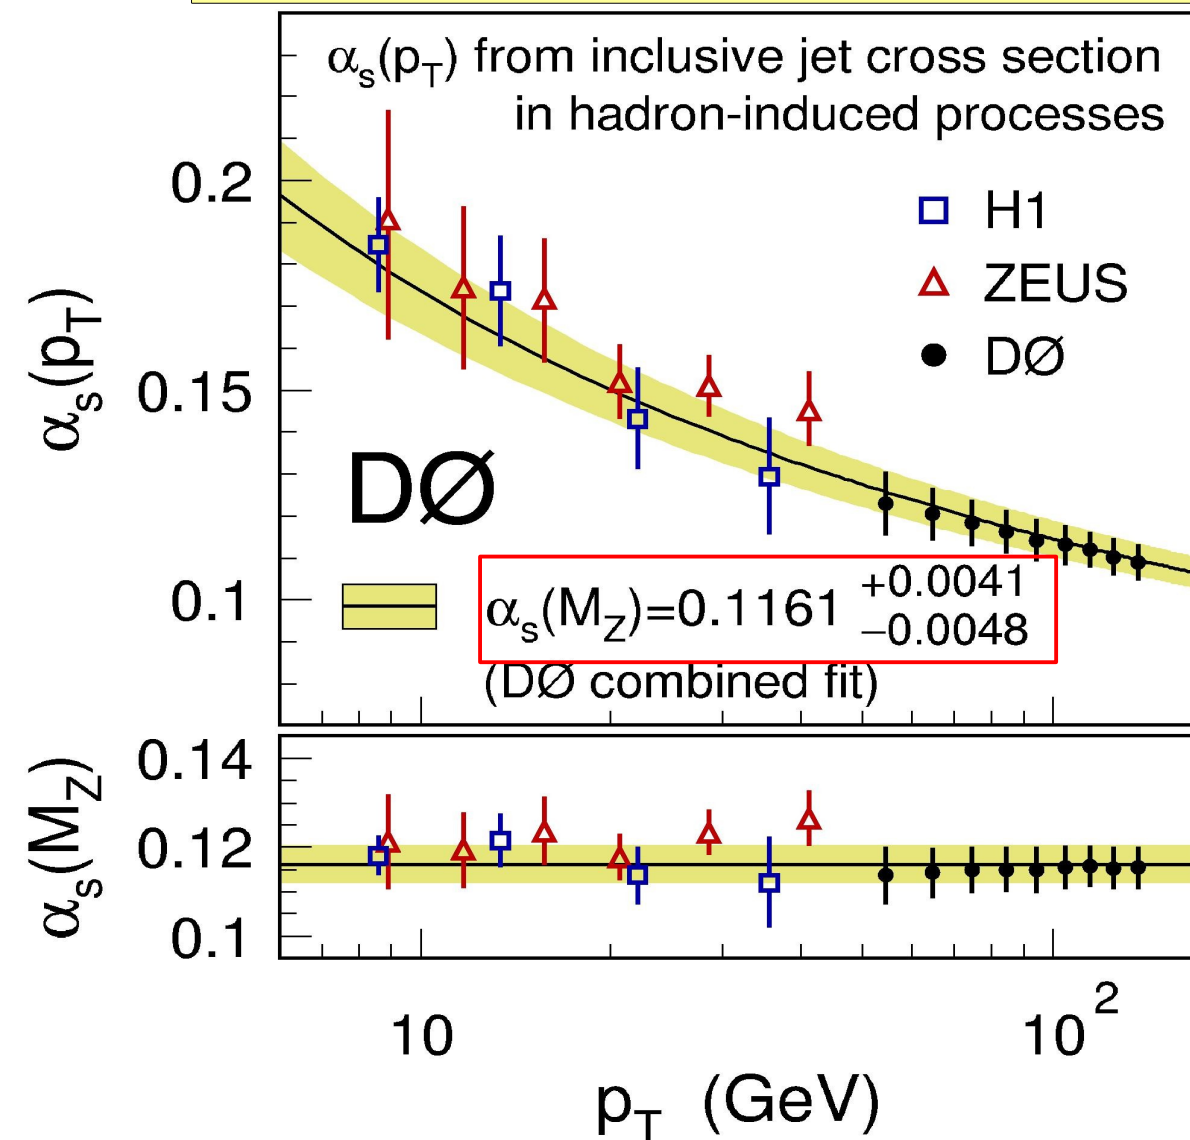 αs(pT) from inclusive jet cross section
in hadron-induced processes
H1
ZEUS
DØ
αs(pT)
0.2
0.15
0.1
DØ
αs(MZ)=0.1161 +0.0041
−0.0048
(DØ combined fit)
αs(MZ)
0.14
0.12
0.1
10
10²
pT (GeV)